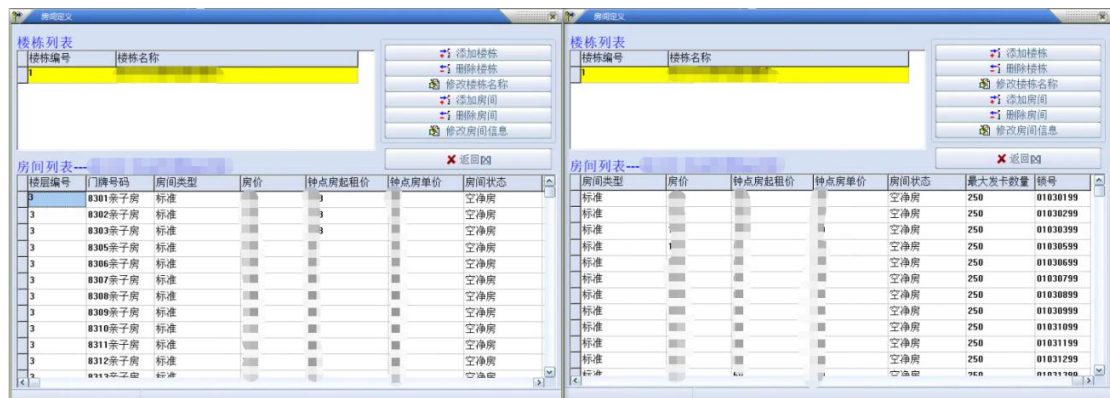 房间定义
楼栋列表
楼栋编号 楼栋名称
1
添加楼栋
删除楼栋
修改楼栋名称
添加房间
删除房间
修改房间信息
返回
房间列表---
楼层编号 门牌号码 房间类型 房价 钟点房起租价 钟点房单价 房间状态
3 8301亲子房 标准 空净房
3 8302亲子房 标准 空净房
3 8303亲子房 标准 空净房
3 8305亲子房 标准 空净房
3 8306亲子房 标准 空净房
3 8307亲子房 标准 空净房
3 8308亲子房 标准 空净房
3 8309亲子房 标准 空净房
3 8310亲子房 标准 空净房
3 8311亲子房 标准 空净房
3 8312亲子房 标准 空净房
3 8313亲子房 标准 空净房
房间定义
楼栋列表
楼栋编号 楼栋名称
1
添加楼栋
删除楼栋
修改楼栋名称
添加房间
删除房间
修改房间信息
返回
房间列表---
房间类型 房价 钟点房起租价 钟点房单价 房间状态 最大发卡数量 锁号
标准 空净房 250 01030199
标准 空净房 250 01030299
标准 空净房 250 01030399
标准 空净房 250 01030599
标准 空净房 250 01030699
标准 空净房 250 01030799
标准 空净房 250 01030899
标准 空净房 250 01030999
标准 空净房 250 01031099
标准 空净房 250 01031199
标准 空净房 250 01031299
标准 空净房 250 01031399